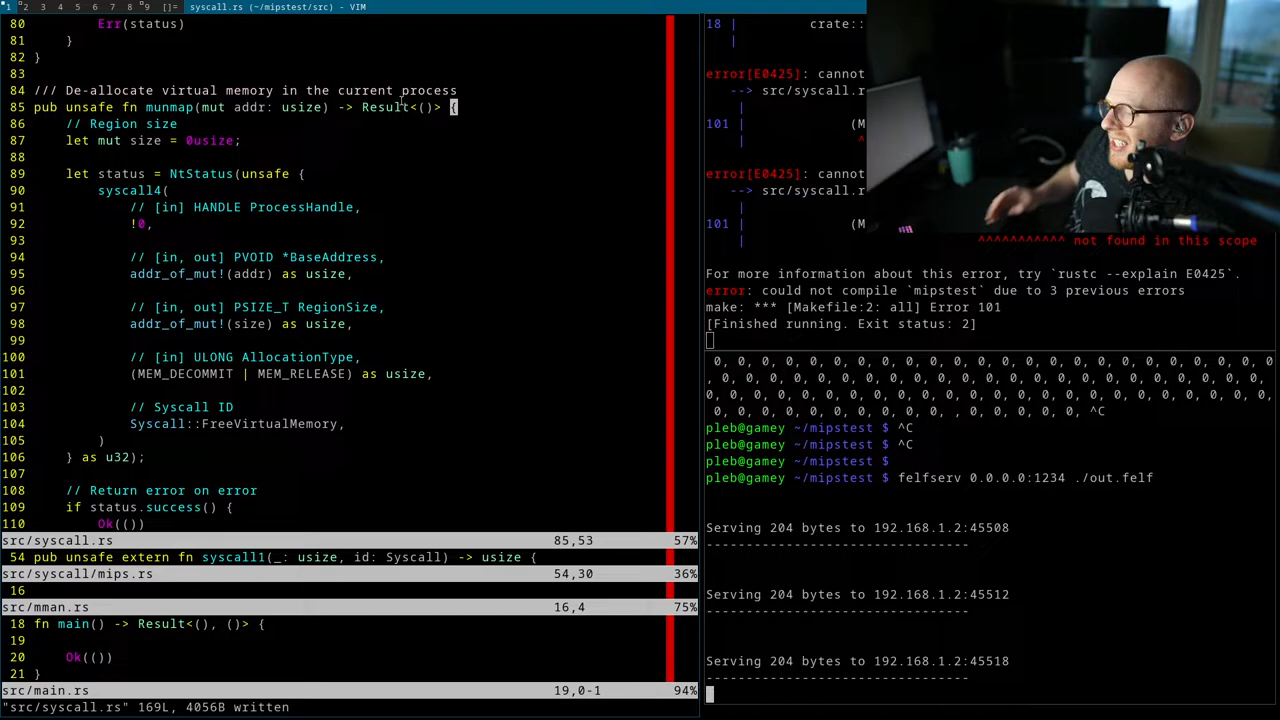 1 2 3 4 5 6 7 8 9 []= syscall.rs (~/mipstest/src) - VIM
80 Err(status)
81 }
82 }
83
84 /// De-allocate virtual memory in the current process
85 pub unsafe fn munmap(mut addr: usize) -> Result<()> {
86 // Region size
87 let mut size = 0usize;
88
89 let status = NtStatus(unsafe {
90 syscall4(
91 // [in] HANDLE ProcessHandle,
92 !0,
93
94 // [in, out] PVOID *BaseAddress,
95 addr_of_mut!(addr) as usize,
96
97 // [in, out] PSIZE_T RegionSize,
98 addr_of_mut!(size) as usize,
99
100 // [in] ULONG AllocationType,
101 (MEM_DECOMMIT | MEM_RELEASE) as usize,
102
103 // Syscall ID
104 Syscall::FreeVirtualMemory,
105 )
106 } as u32);
107
108 // Return error on error
109 if status.success() {
110 Ok(())
src/syscall.rs 85,53 57%
54 pub unsafe extern fn syscall1(_: usize, id: Syscall) -> usize {
src/syscall/mips.rs 54,30 36%
16
src/mman.rs 16,4 75%
18 fn main() -> Result<(), ()> {
19
20 Ok(())
21 }
src/main.rs 19,0-1 94%
"src/syscall.rs" 169L, 4056B written
18 | crate::
|
error[E0425]: cannot
--> src/syscall.r
|
101 | (M
| ^
error[E0425]: cannot
--> src/syscall.r
|
101 | (M
| ^^^^^^^^^^^ not found in this scope
For more information about this error, try `rustc --explain E0425`.
error: could not compile `mipstest` due to 3 previous errors
make: *** [Makefile:2: all] Error 101
[Finished running. Exit status: 2]
0, 0, 0, 0, 0, 0, 0, 0, 0, 0, 0, 0, 0, 0, 0, 0, 0, 0, 0, 0, 0, 0, 0, 0
, 0, 0, 0, 0, 0, 0, 0, 0, 0, 0, 0, 0, 0, 0, 0, 0, 0, 0, 0, 0, 0, 0, 0,
0, 0, 0, 0, 0, 0, 0, 0, 0, 0, 0, 0, 0, 0, 0, 0, 0, 0, 0, 0, 0, 0, 0, 0,
0, 0, 0, 0, 0, 0, 0, 0, 0, 0, , 0, 0, 0, 0, 0, ^C
pleb@gamey ~/mipstest $ ^C
pleb@gamey ~/mipstest $ ^C
pleb@gamey ~/mipstest $
pleb@gamey ~/mipstest $ felfserv 0.0.0.0:1234 ./out.felf
Serving 204 bytes to 192.168.1.2:45508
---------------------------------
Serving 204 bytes to 192.168.1.2:45512
---------------------------------
Serving 204 bytes to 192.168.1.2:45518
---------------------------------